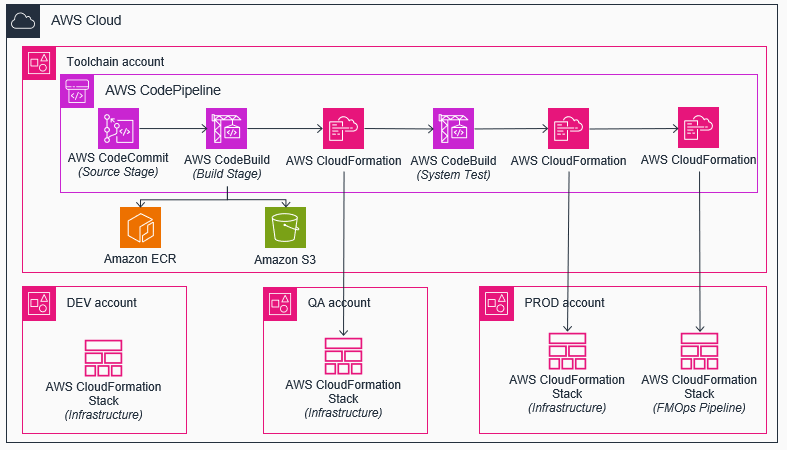 AWS Cloud
Toolchain account
AWS CodePipeline
AWS CodeCommit
(Source Stage)
AWS CodeBuild
(Build Stage)
AWS CloudFormation
AWS CodeBuild
(System Test)
AWS CloudFormation
AWS CloudFormation
Amazon ECR
Amazon S3
DEV account
AWS CloudFormation
Stack
(Infrastructure)
QA account
AWS CloudFormation
Stack
(Infrastructure)
PROD account
AWS CloudFormation
Stack
(Infrastructure)
AWS CloudFormation
Stack
(FMOps Pipeline)